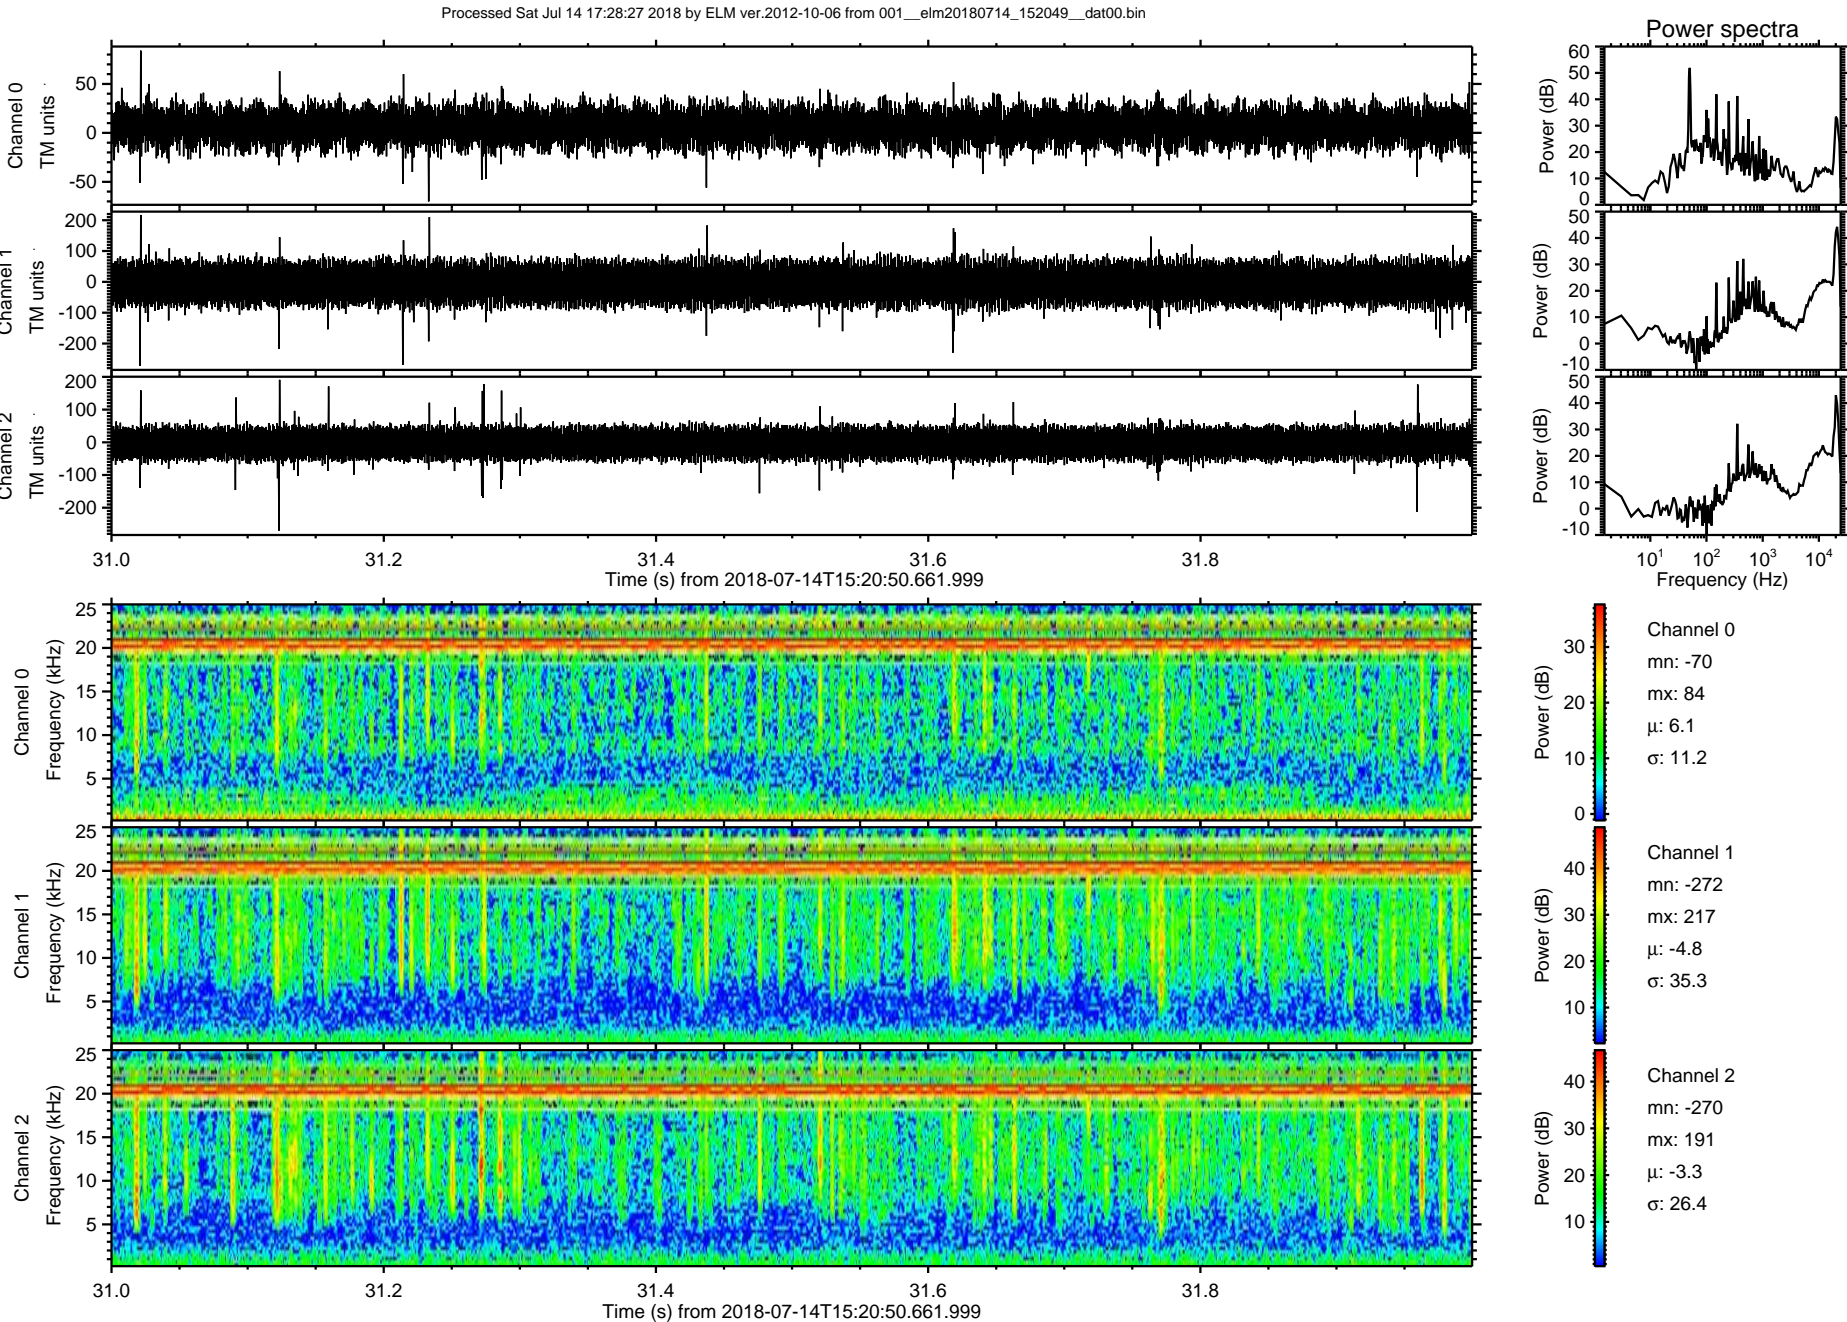 Processed Sat Jul 14 17:28:27 2018 by ELM ver.2012-10-06 from 001__elm20180714_152049__dat00.bin
Power spectra
Channel 0
TM units
50
0
-50
Power (dB)
60
50
40
30
20
10
0
Channel 1
TM units
200
100
0
-100
-200
Power (dB)
50
40
30
20
10
0
-10
Channel 2
TM units
200
100
0
-100
-200
Power (dB)
50
40
30
20
10
0
-10
31.0 31.2 31.4 31.6 31.8
Time (s) from 2018-07-14T15:20:50.661.999
10^1 10^2 10^3 10^4
Frequency (Hz)
Channel 0
Frequency (kHz)
25
20
15
10
5
Power (dB)
30
20
10
0
Channel 0
mn: -70
mx: 84
μ: 6.1
σ: 11.2
Channel 1
Frequency (kHz)
25
20
15
10
5
Power (dB)
40
30
20
10
Channel 1
mn: -272
mx: 217
μ: -4.8
σ: 35.3
Channel 2
Frequency (kHz)
25
20
15
10
5
Power (dB)
40
30
20
10
Channel 2
mn: -270
mx: 191
μ: -3.3
σ: 26.4
31.0 31.2 31.4 31.6 31.8
Time (s) from 2018-07-14T15:20:50.661.999